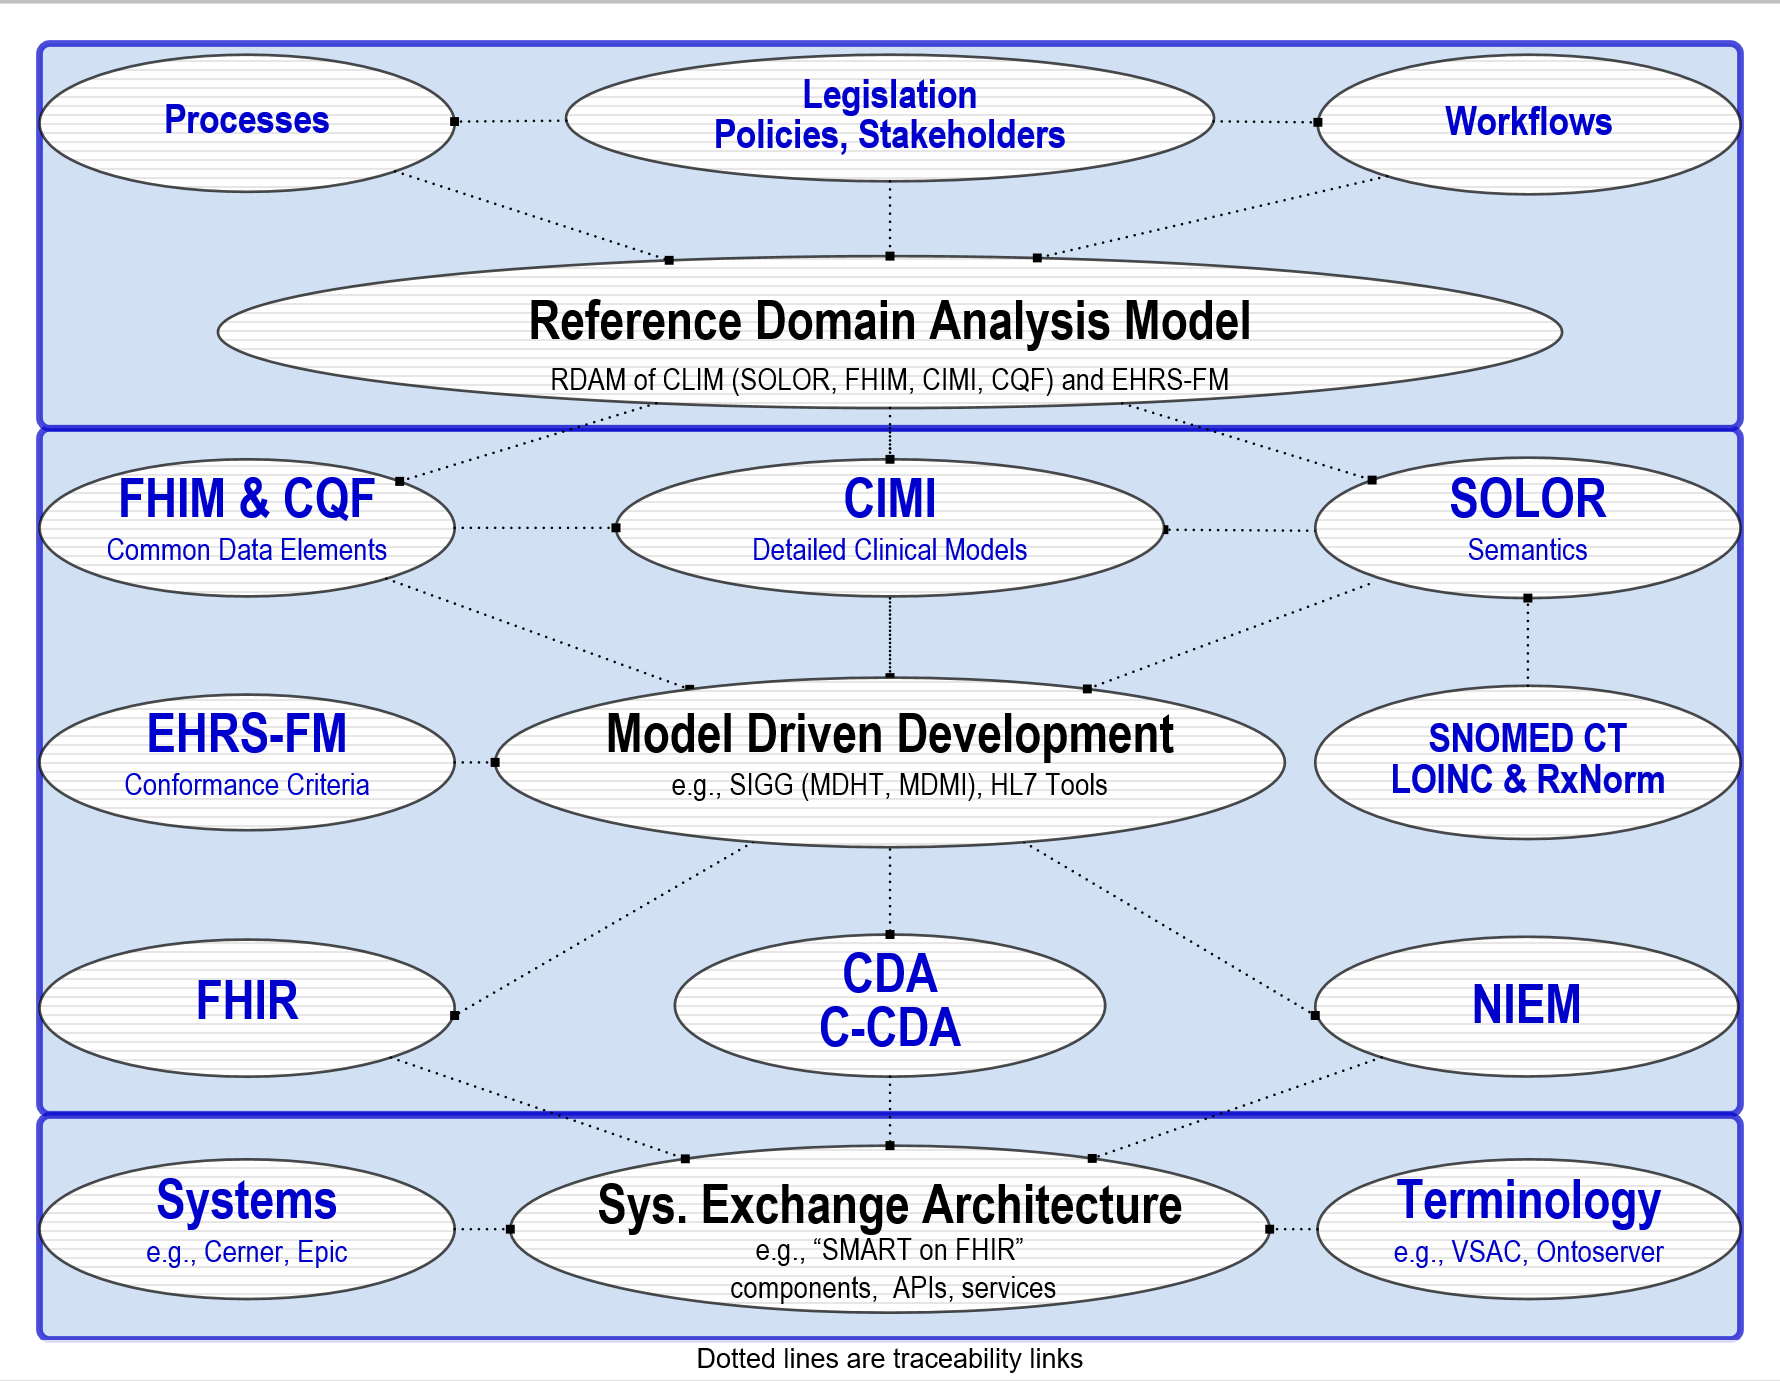 Processes
Legislation
Policies, Stakeholders
Workflows
Reference Domain Analysis Model
RDAM of CLIM (SOLOR, FHIM, CIMI, CQF) and EHRS-FM
FHIM & CQF
Common Data Elements
CIMI
Detailed Clinical Models
SOLOR
Semantics
EHRS-FM
Conformance Criteria
Model Driven Development
e.g., SIGG (MDHT, MDMI), HL7 Tools
SNOMED CT
LOINC & RxNorm
FHIR
CDA
C-CDA
NIEM
Systems
e.g., Cerner, Epic
Sys. Exchange Architecture
e.g., “SMART on FHIR”
components, APIs, services
Terminology
e.g., VSAC, Ontoserver
Dotted lines are traceability links